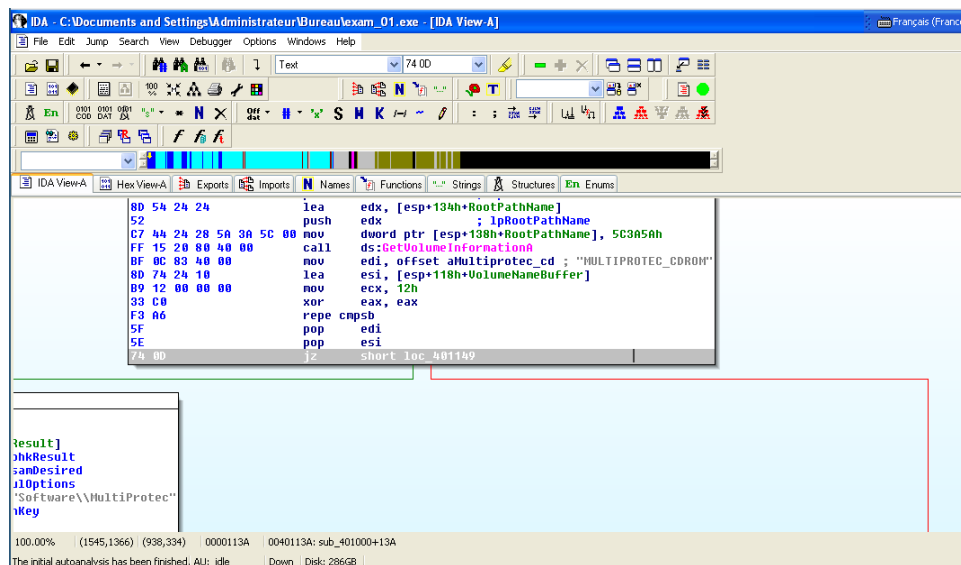 IDA - C:\Documents and Settings\Administrateur\Bureau\exam_01.exe - [IDA View-A]
Français (France
File Edit Jump Search View Debugger Options Windows Help
Text
74 0D
En
IDA View-A Hex View-A Exports Imports N Names Functions "..." Strings Structures En Enums
8D 54 24 24 lea edx, [esp+134h+RootPathName]
52 push edx ; lpRootPathName
C7 44 24 28 5A 3A 5C 00 mov dword ptr [esp+138h+RootPathName], 5C3A5Ah
FF 15 20 80 40 00 call ds:GetVolumeInformationA
BF 0C 83 40 00 mov edi, offset aMultiprotec_cd ; "MULTIPROTEC_CDROM"
8D 74 24 10 lea esi, [esp+118h+VolumeNameBuffer]
B9 12 00 00 00 mov ecx, 12h
33 C0 xor eax, eax
F3 A6 repe cmpsb
5F pop edi
5E pop esi
74 0D jz short loc_401149
Result]
phkResult
samDesired
ulOptions
"Software\\MultiProtec"
hKey
100.00% (1545,1366) (938,334) 0000113A 0040113A: sub_401000+13A
The initial autoanalysis has been finished. AU: idle Down Disk: 286GB